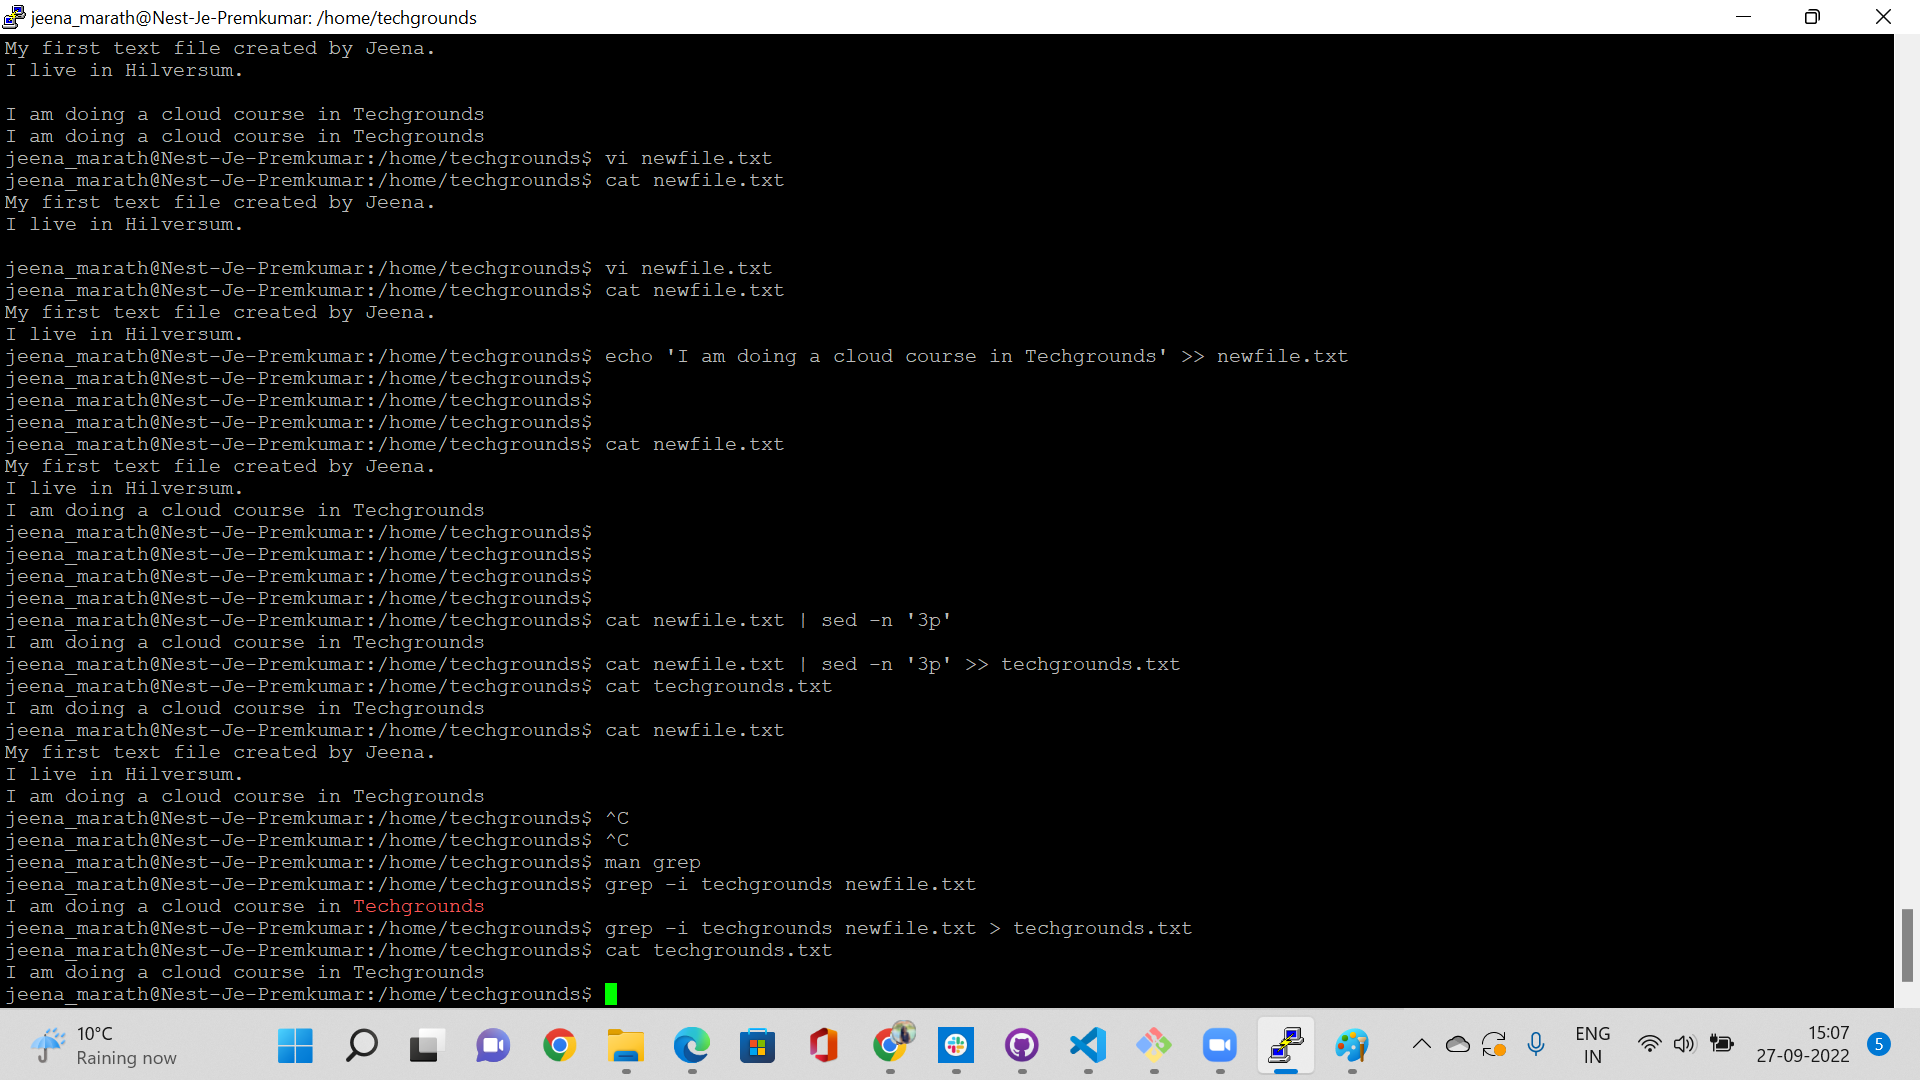 jeena_marath@Nest-Je-Premkumar: /home/techgrounds
My first text file created by Jeena.
I live in Hilversum.
I am doing a cloud course in Techgrounds
I am doing a cloud course in Techgrounds
jeena_marath@Nest-Je-Premkumar:/home/techgrounds$ vi newfile.txt
jeena_marath@Nest-Je-Premkumar:/home/techgrounds$ cat newfile.txt
My first text file created by Jeena.
I live in Hilversum.
jeena_marath@Nest-Je-Premkumar:/home/techgrounds$ vi newfile.txt
jeena_marath@Nest-Je-Premkumar:/home/techgrounds$ cat newfile.txt
My first text file created by Jeena.
I live in Hilversum.
jeena_marath@Nest-Je-Premkumar:/home/techgrounds$ echo 'I am doing a cloud course in Techgrounds' >> newfile.txt
jeena_marath@Nest-Je-Premkumar:/home/techgrounds$
jeena_marath@Nest-Je-Premkumar:/home/techgrounds$
jeena_marath@Nest-Je-Premkumar:/home/techgrounds$
jeena_marath@Nest-Je-Premkumar:/home/techgrounds$ cat newfile.txt
My first text file created by Jeena.
I live in Hilversum.
I am doing a cloud course in Techgrounds
jeena_marath@Nest-Je-Premkumar:/home/techgrounds$
jeena_marath@Nest-Je-Premkumar:/home/techgrounds$
jeena_marath@Nest-Je-Premkumar:/home/techgrounds$
jeena_marath@Nest-Je-Premkumar:/home/techgrounds$
jeena_marath@Nest-Je-Premkumar:/home/techgrounds$ cat newfile.txt | sed -n '3p'
I am doing a cloud course in Techgrounds
jeena_marath@Nest-Je-Premkumar:/home/techgrounds$ cat newfile.txt | sed -n '3p' >> techgrounds.txt
jeena_marath@Nest-Je-Premkumar:/home/techgrounds$ cat techgrounds.txt
I am doing a cloud course in Techgrounds
jeena_marath@Nest-Je-Premkumar:/home/techgrounds$ cat newfile.txt
My first text file created by Jeena.
I live in Hilversum.
I am doing a cloud course in Techgrounds
jeena_marath@Nest-Je-Premkumar:/home/techgrounds$ ^C
jeena_marath@Nest-Je-Premkumar:/home/techgrounds$ ^C
jeena_marath@Nest-Je-Premkumar:/home/techgrounds$ man grep
jeena_marath@Nest-Je-Premkumar:/home/techgrounds$ grep -i techgrounds newfile.txt
I am doing a cloud course in Techgrounds
jeena_marath@Nest-Je-Premkumar:/home/techgrounds$ grep -i techgrounds newfile.txt > techgrounds.txt
jeena_marath@Nest-Je-Premkumar:/home/techgrounds$ cat techgrounds.txt
I am doing a cloud course in Techgrounds
jeena_marath@Nest-Je-Premkumar:/home/techgrounds$
10°C
Raining now
ENG
IN
15:07
27-09-2022
5